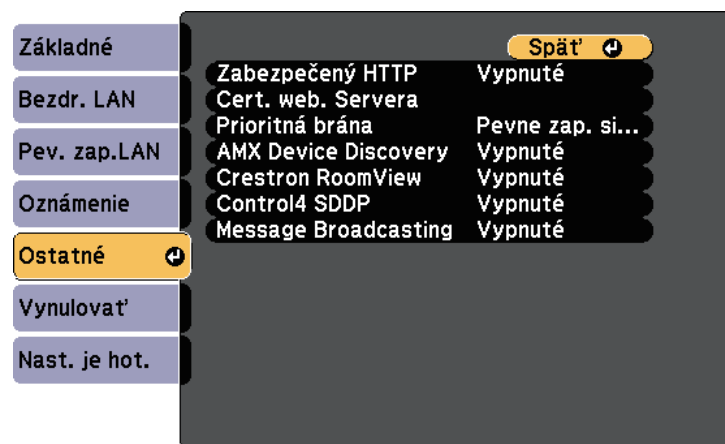 Základné
Bezdr. LAN
Pev. zap.LAN
Oznámenie
Ostatné
Vynulovať
Nast. je hot.
Späť
Zabezpečený HTTP Vypnuté
Cert. web. Servera
Prioritná brána Pevne zap. si...
AMX Device Discovery Vypnuté
Crestron RoomView Vypnuté
Control4 SDDP Vypnuté
Message Broadcasting Vypnuté